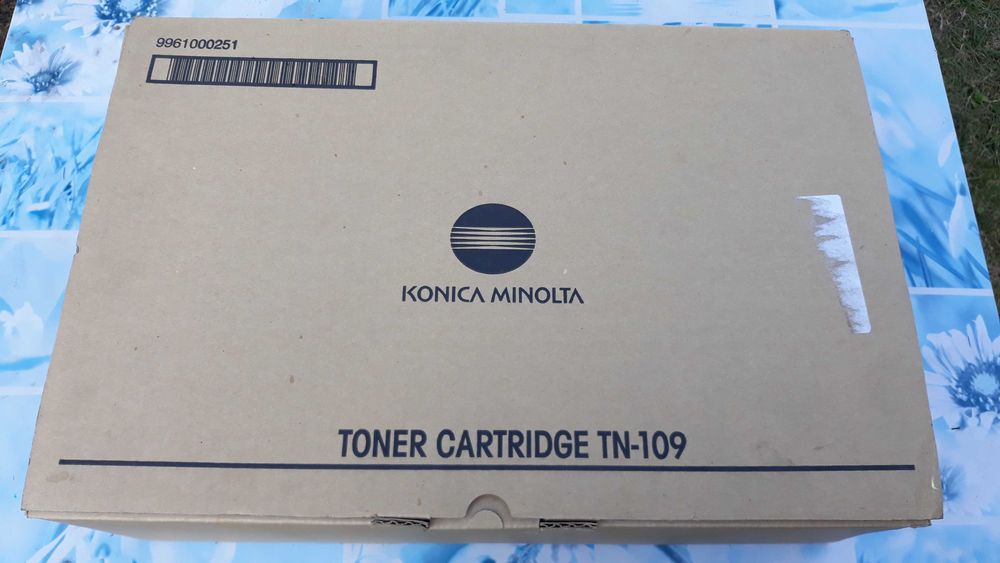 9961000251
KONICA MINOLTA
TONER CARTRIDGE TN-109